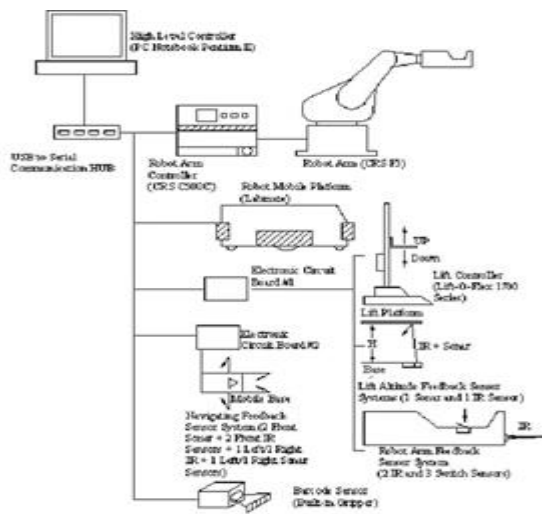 High Level Controller
(PC Notebook Pentium II)
USB to Serial
Communication HUB
Robot Arm
Controller
(CRS C500C)
Robot Arm (CRS F3)
Robot Mobile Platform
(Labmate)
UP
Down
Electronic Circuit
Board #1
Lift Controller
(Lift-O-Flex 1700
Series)
Lift Platform
H
IR + Sonar
Base
Electronic
Circuit Board #2
Mobile Base
Lift Altitude Feedback Sensor
Systems (1 Sonar and 1 IR Sensor)
Navigating Feedback
Sensor System (2 Front
Sonar + 2 Front IR
Sensors + 1 Left/1 Right
IR + 1 Left/1 Right Sonar
Sensors)
IR
Robot Arm Feedback
Sensor System
(2 IR and 3 Switch Sensors)
Barcode Sensor
(Built-in Gripper)